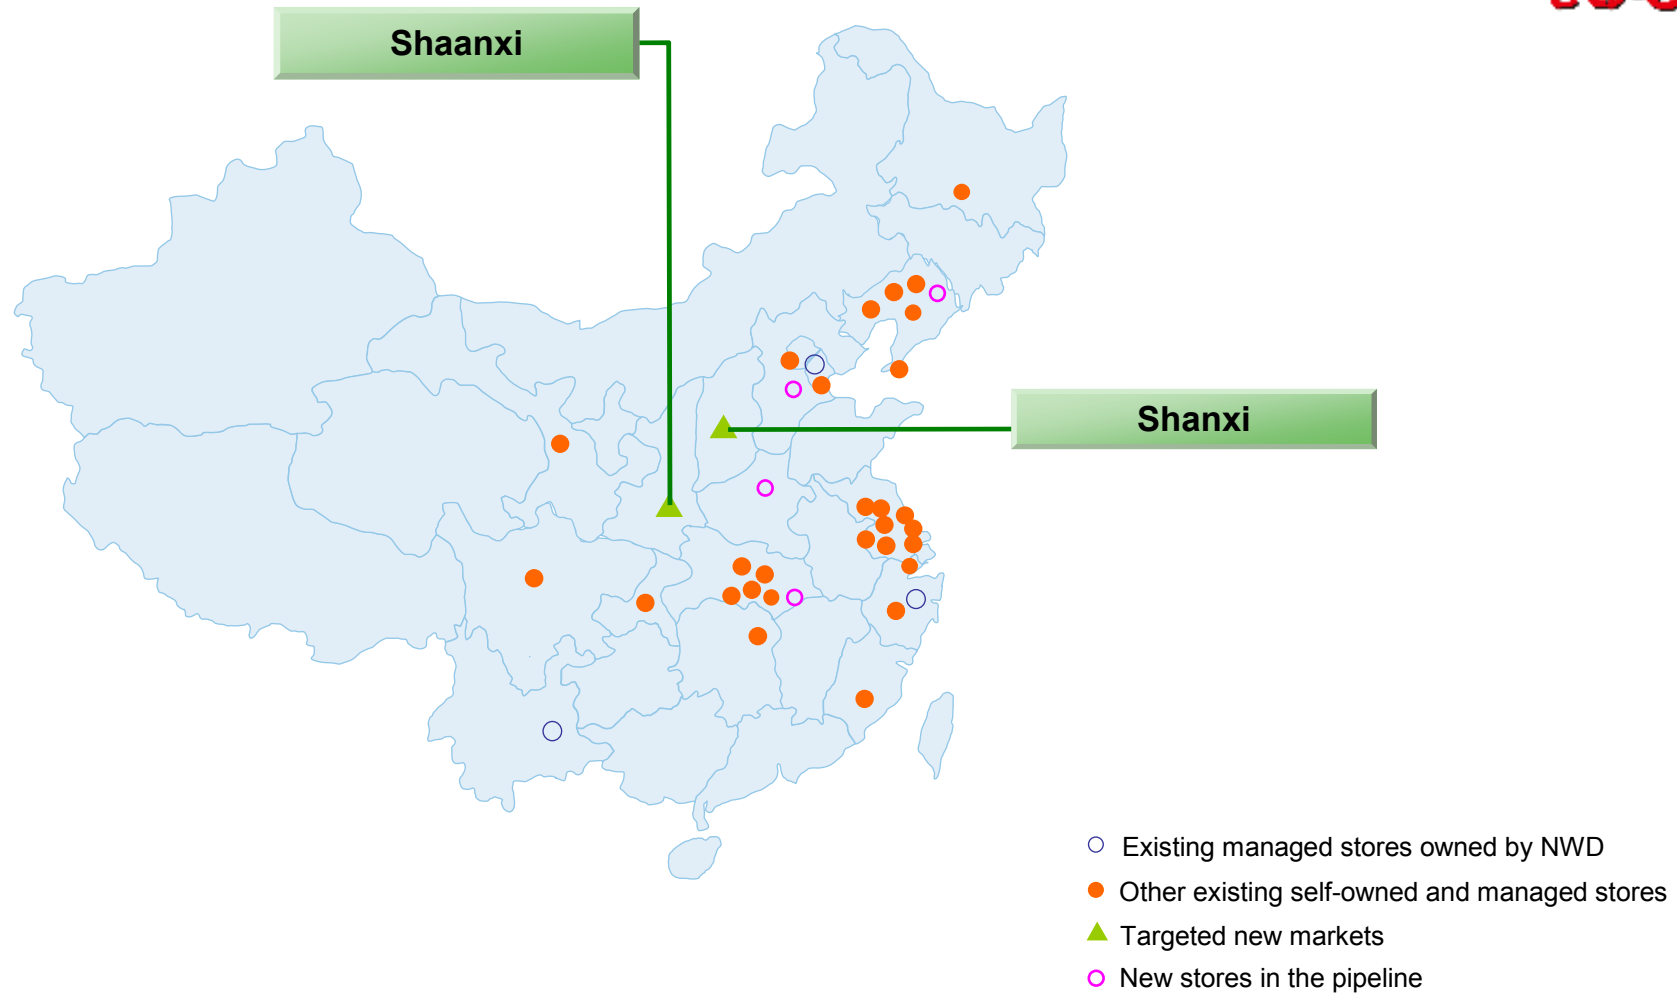 Shaanxi
Shanxi
Existing managed stores owned by NWD
Other existing self-owned and managed stores
Targeted new markets
New stores in the pipeline